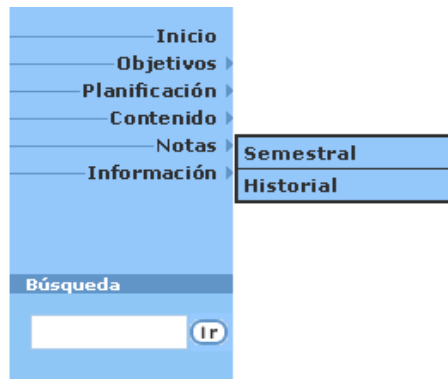 Inicio
Objetivos
Planificación
Contenido
Notas
Semestral
Información
Historial
Búsqueda
Ir